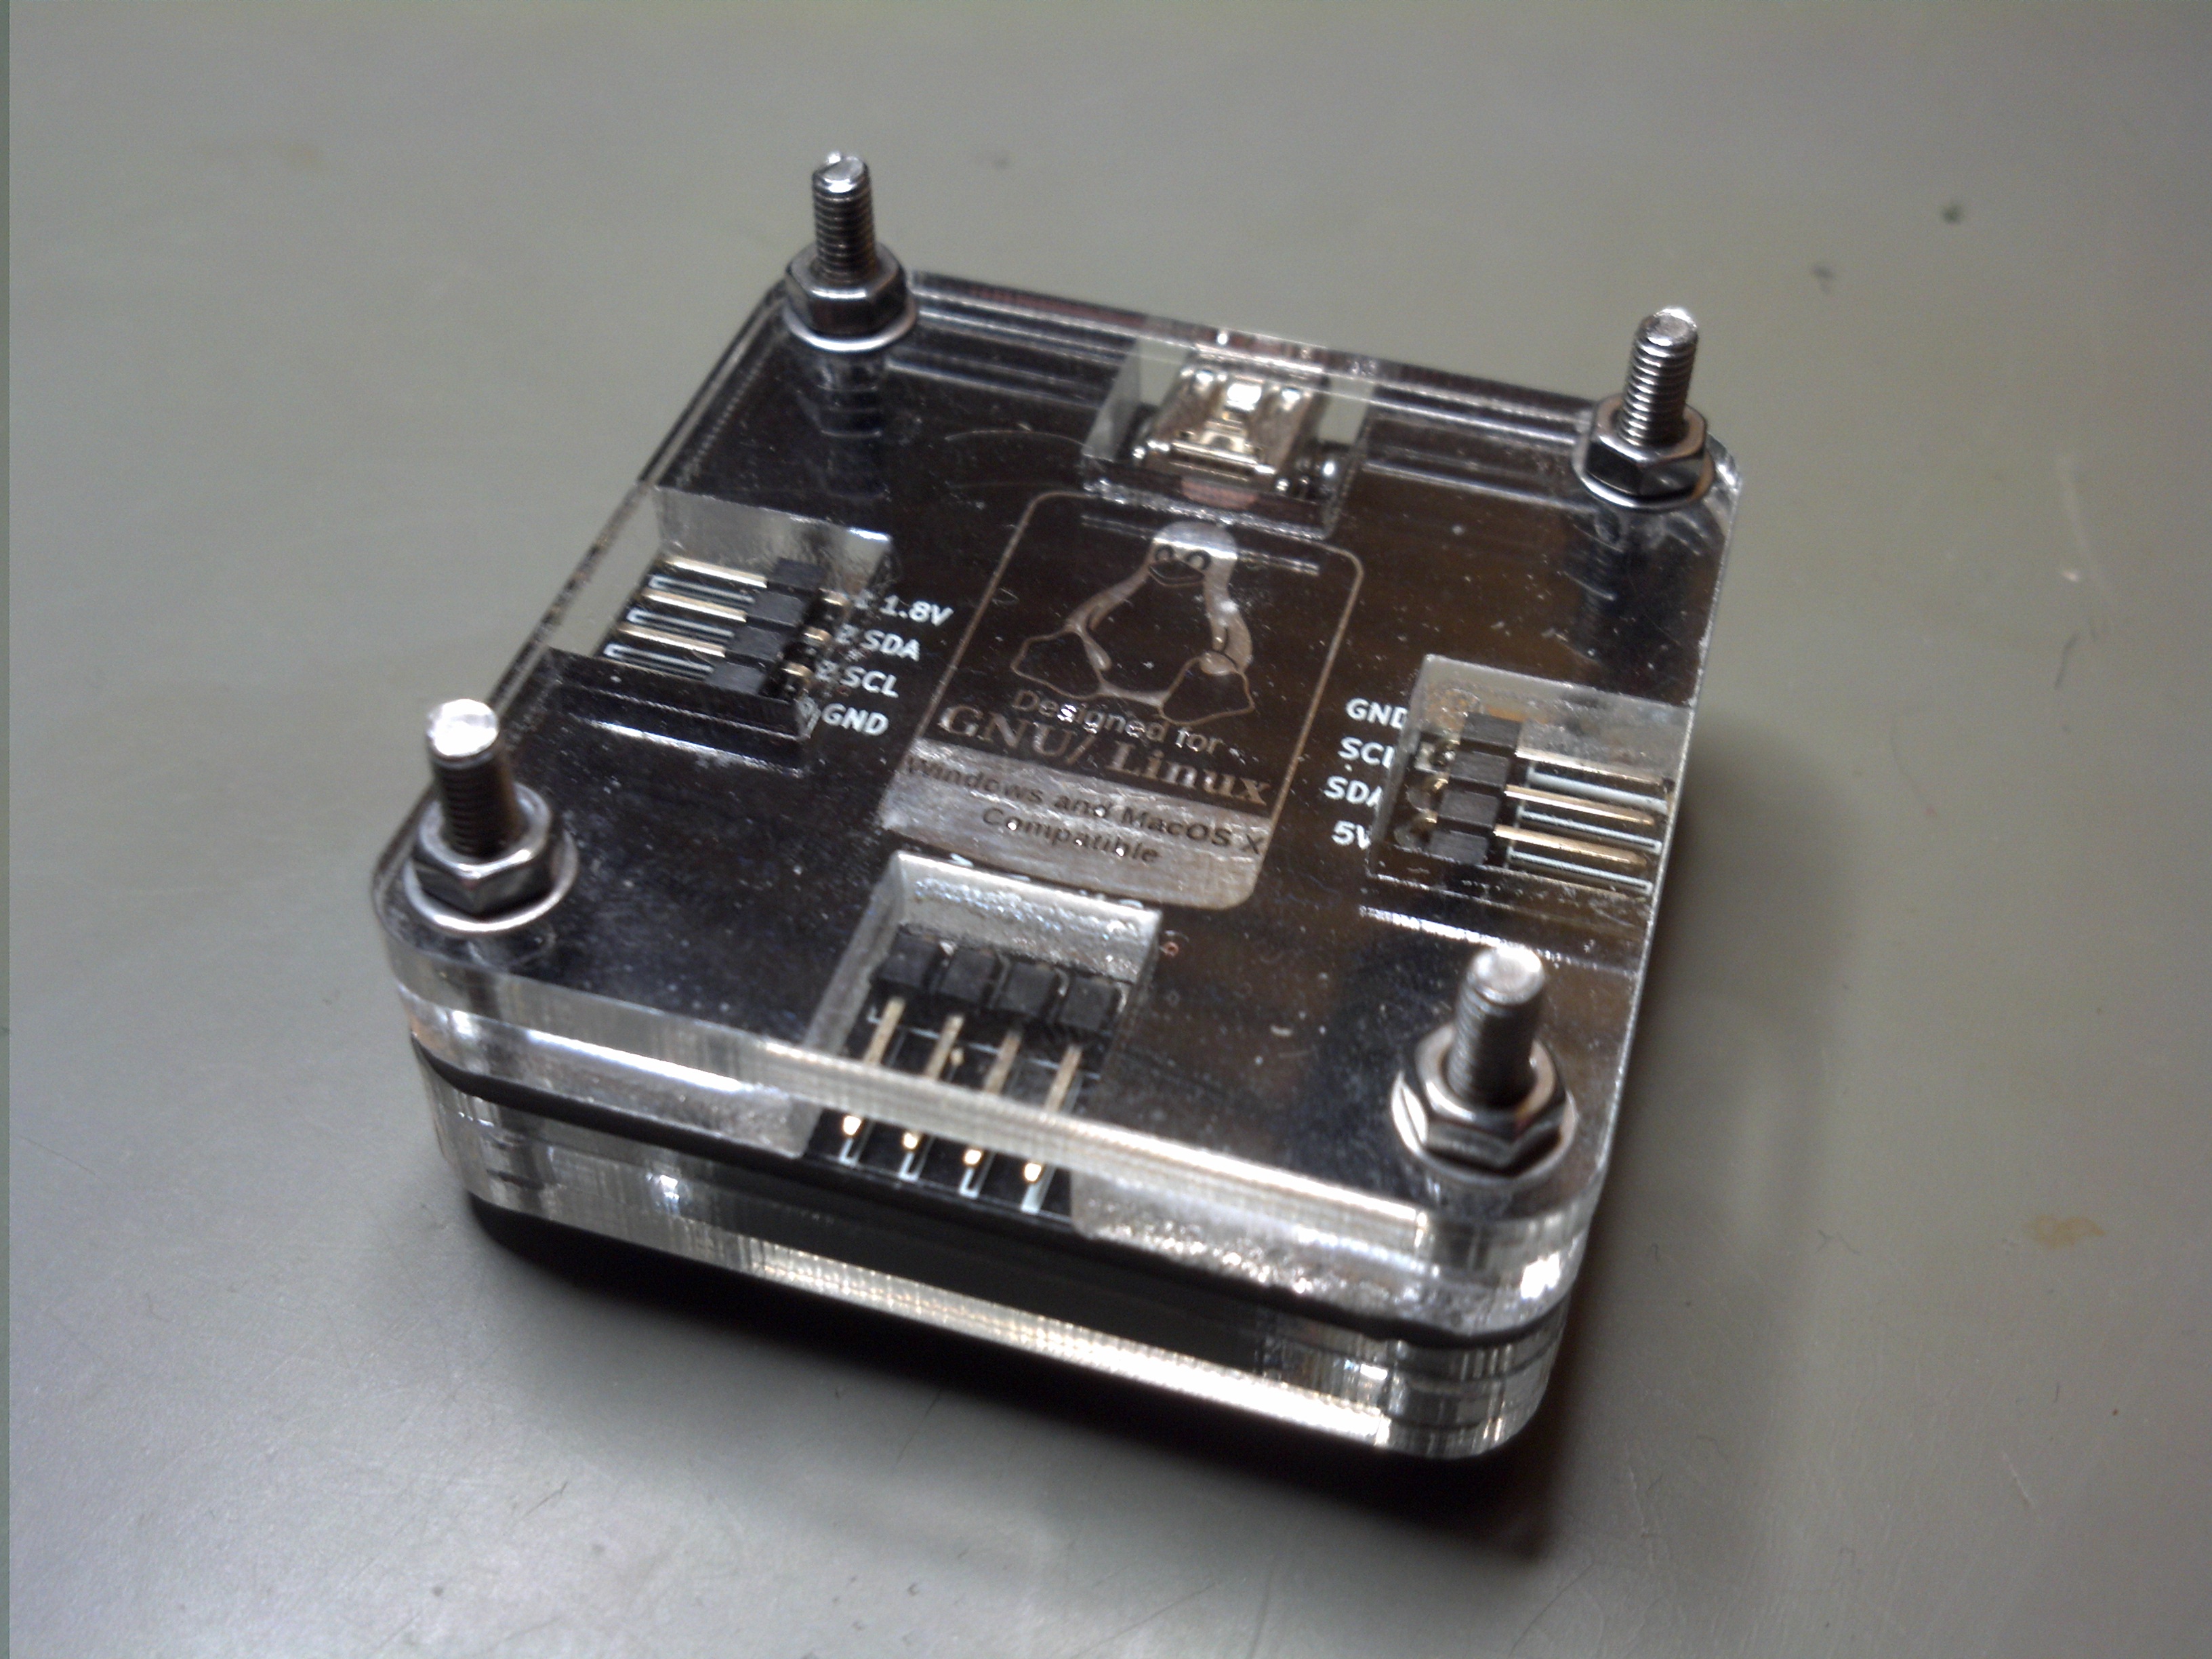 1.8V
SDA
SCL
GND
Designed for
GNU/Linux
Windows and MacOS X
Compatible
GND
SCL
SDA
5V